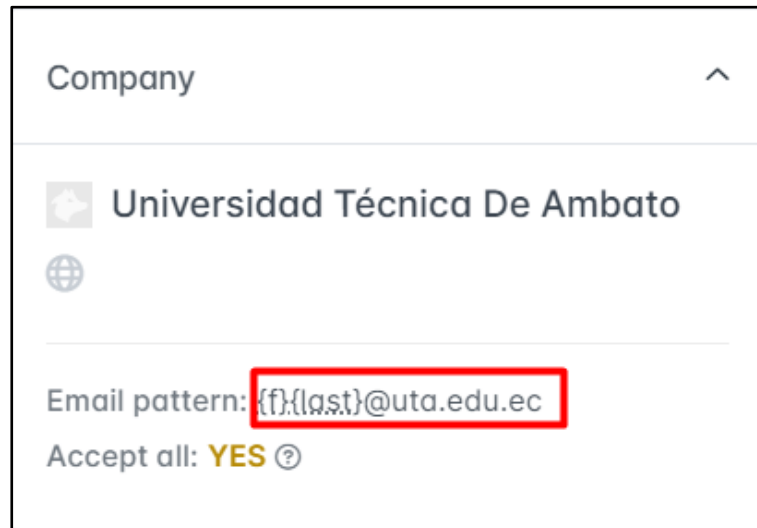 Company
Universidad Técnica De Ambato
Email pattern: {f}{last}@uta.edu.ec
Accept all: YES ?